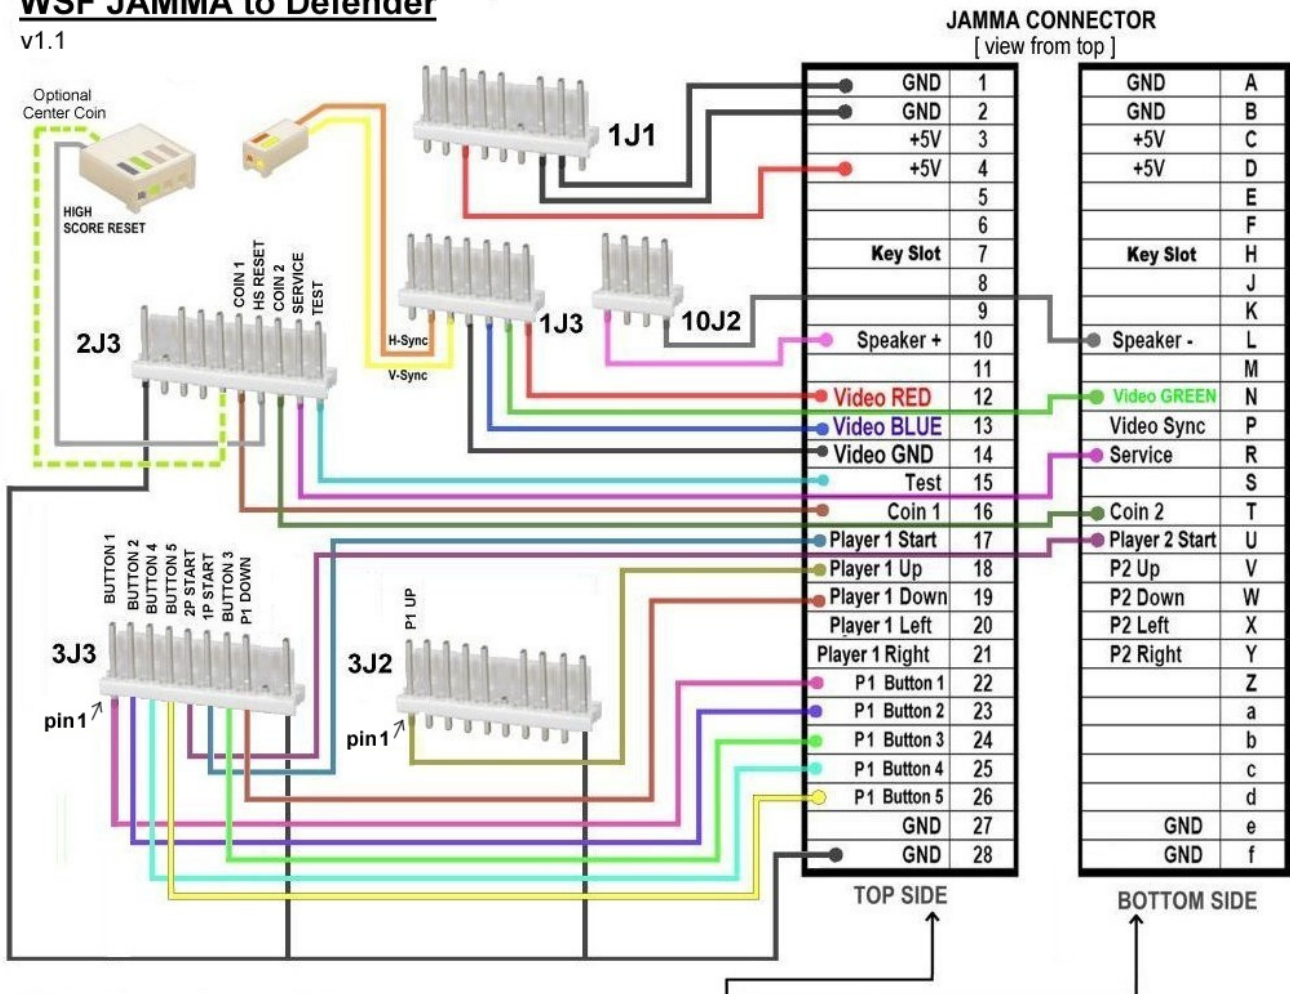 WSF JAMMA to Defender
v1.1
JAMMA CONNECTOR
[ view from top ]
Optional
Center Coin
HIGH
SCORE RESET
1J1
1J3
10J2
H-Sync
V-Sync
2J3
COIN 1
HS RESET
COIN 2
SERVICE
TEST
3J3
BUTTON 1
BUTTON 2
BUTTON 4
BUTTON 5
2P START
1P START
BUTTON 3
P1 DOWN
pin1
3J2
P1 UP
pin1
GND 1
GND 2
+5V 3
+5V 4
5
6
Key Slot 7
8
9
Speaker + 10
11
Video RED 12
Video BLUE 13
Video GND 14
Test 15
Coin 1 16
Player 1 Start 17
Player 1 Up 18
Player 1 Down 19
Player 1 Left 20
Player 1 Right 21
P1 Button 1 22
P1 Button 2 23
P1 Button 3 24
P1 Button 4 25
P1 Button 5 26
GND 27
GND 28
TOP SIDE
GND A
GND B
+5V C
+5V D
E
F
Key Slot H
J
K
Speaker - L
M
Video GREEN N
Video Sync P
Service R
S
Coin 2 T
Player 2 Start U
P2 Up V
P2 Down W
P2 Left X
P2 Right Y
Z
a
b
c
d
GND e
GND f
BOTTOM SIDE